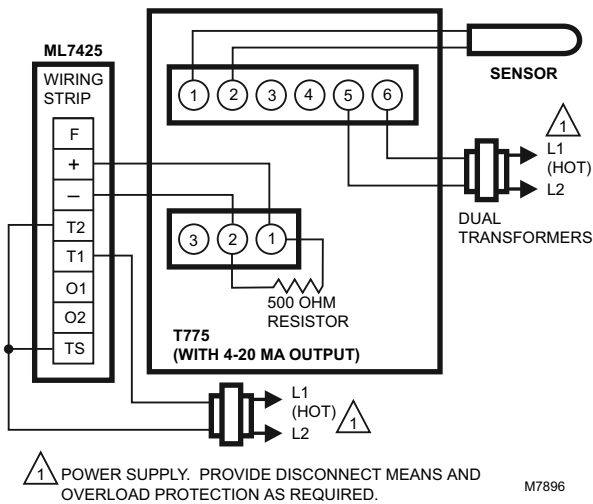 ML7425
WIRING
STRIP
F
+
–
T2
T1
O1
O2
TS
1 2 3 4 5 6
SENSOR
1
L1
(HOT)
L2
DUAL
TRANSFORMERS
3 2 1
500 OHM
RESISTOR
T775
(WITH 4-20 MA OUTPUT)
L1
(HOT)
L2
1
1 POWER SUPPLY. PROVIDE DISCONNECT MEANS AND
OVERLOAD PROTECTION AS REQUIRED.
M7896